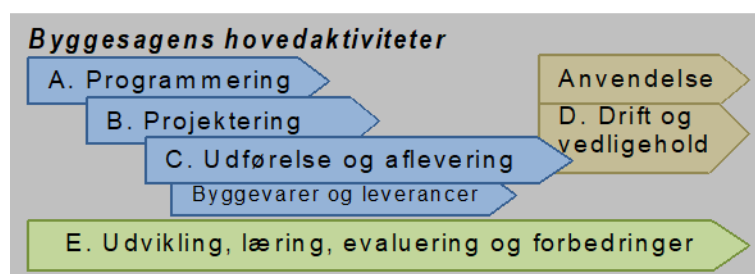 Byggesagens hovedaktiviteter
A. Programmering
B. Projektering
C. Udførelse og aflevering
Byggevarer og leverancer
Anvendelse
D. Drift og
vedligehold
E. Udvikling, læring, evaluering og forbedringer